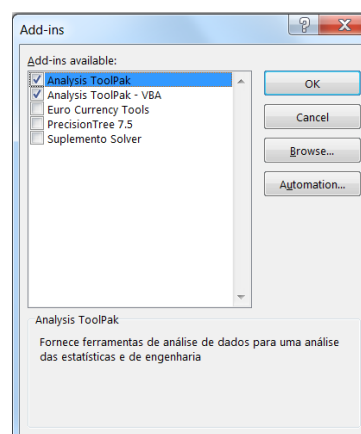 Add-ins
Add-ins available:
Analysis ToolPak
Analysis ToolPak - VBA
Euro Currency Tools
PrecisionTree 7.5
Suplemento Solver
OK
Cancel
Browse...
Automation...
Analysis ToolPak
Fornece ferramentas de análise de dados para uma análise
das estatísticas e de engenharia